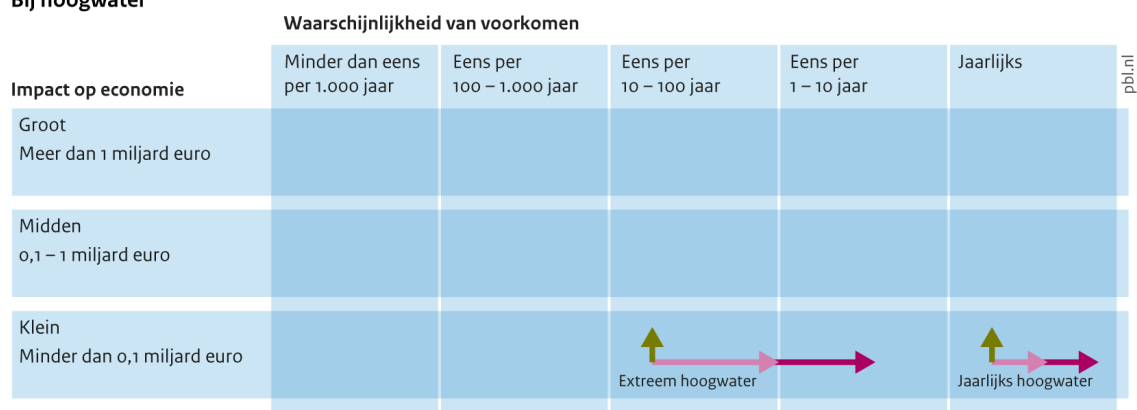 Bij hoogwater
Waarschijnlijkheid van voorkomen
Impact op economie
Minder dan eens
per 1.000 jaar
Eens per
100 – 1.000 jaar
Eens per
10 – 100 jaar
Eens per
1 – 10 jaar
Jaarlijks
pbl.nl
Groot
Meer dan 1 miljard euro
Midden
0,1 – 1 miljard euro
Klein
Minder dan 0,1 miljard euro
Extreem hoogwater
Jaarlijks hoogwater